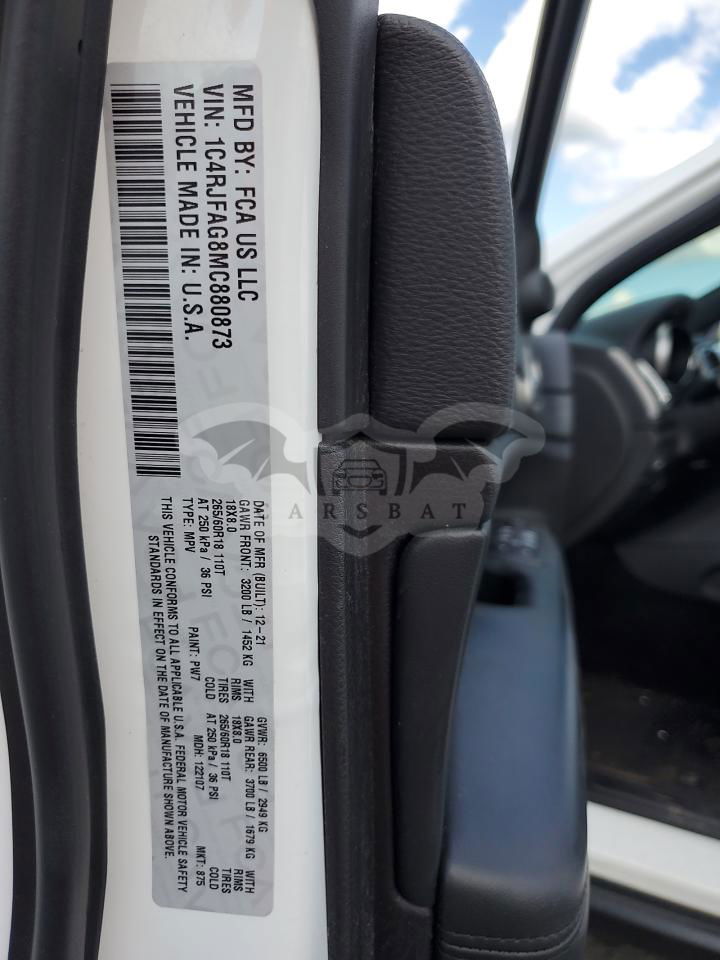 MFD BY: FCA US LLC
VIN: 1C4RJFAG8MC880873
VEHICLE MADE IN: U.S.A.
DATE OF MFR (BUILT): 12-21 GVWR: 6500 LB / 2949 KG
GAWR FRONT: 3200 LB / 1452 KG WITH GAWR REAR: 3700 LB / 1679 KG WITH
18X8.0 RIMS 18X8.0 RIMS
265/60R18 110T TIRES 265/60R18 110T TIRES
AT 250 kPa / 36 PSI COLD AT 250 kPa / 36 PSI COLD
TYPE: MPV PAINT: PW7 MDH: 122107 MKT: 875
THIS VEHICLE CONFORMS TO ALL APPLICABLE U.S.A. FEDERAL MOTOR VEHICLE SAFETY
STANDARDS IN EFFECT ON THE DATE OF MANUFACTURE SHOWN ABOVE.
ARSBAT